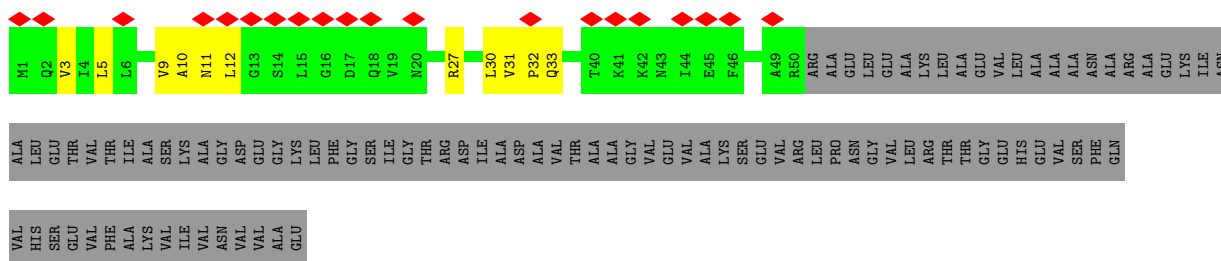 M1 Q2 V3 I4 L5 L6 V9 A10 N11 L12 G13 S14 L15 G16 D17 Q18 V19 N20 R27 L30 V31 P32 Q33 T40 K41 K42 N43 I44 E45 F46 A49 R50 ARG ALA GLU LEU GLU ALA LYS LEU ALA GLU VAL LEU ALA ALA ALA ASN ALA ARG ALA GLU LYS ILE ASN
ALA LEU GLU THR VAL THR ILE ALA SER LYS ALA GLY ASP GLU GLY LYS LEU PHE GLY SER ILE GLY THR ARG ASP ILE ALA ASP ALA VAL THR ALA ALA GLY VAL GLU VAL ALA LYS SER GLU VAL ARG LEU PRO ASN GLY VAL LEU ARG THR THR GLY GLU HIS GLU VAL SER PHE GLN
VAL HIS SER GLU VAL PHE ALA LYS VAL ILE VAL ASN VAL VAL ALA GLU